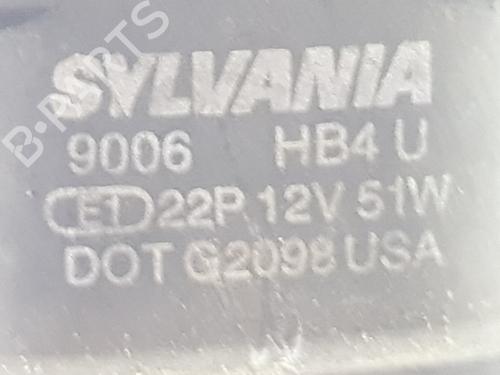 B-PARTS
SYLVANIA
9006 HB4 U
E1 22P 12V 51W
DOT G2098 USA